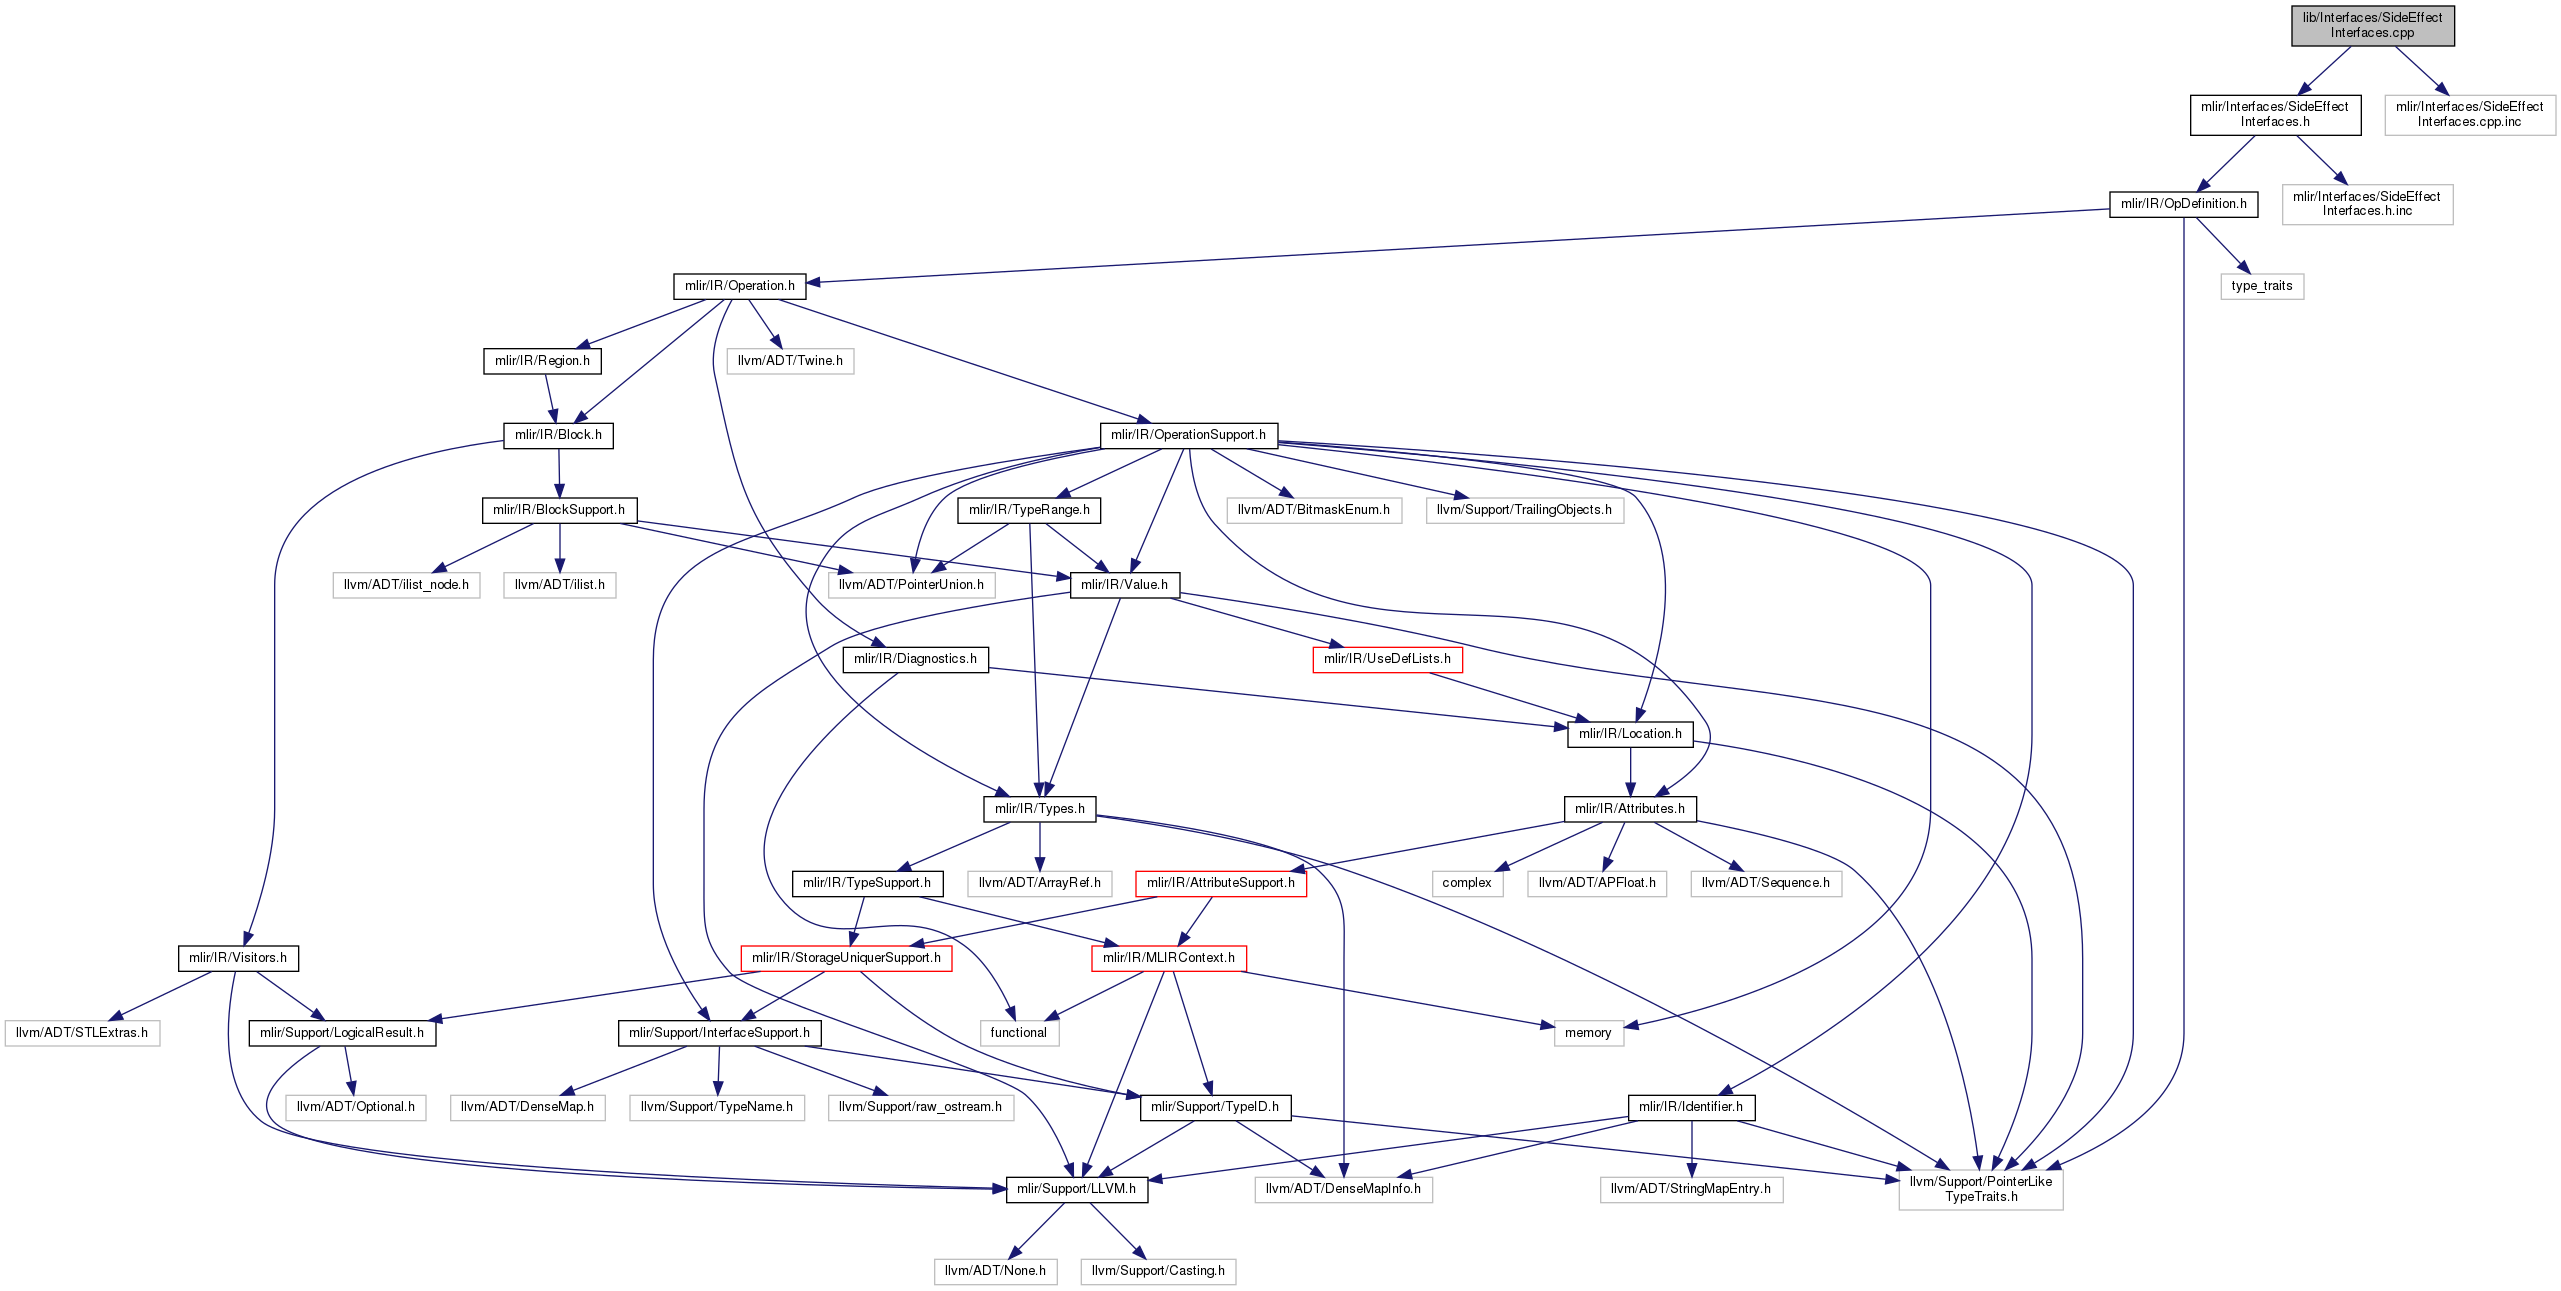 lib/Interfaces/SideEffect
Interfaces.cpp
mlir/Interfaces/SideEffect
Interfaces.h
mlir/Interfaces/SideEffect
Interfaces.cpp.inc
mlir/IR/OpDefinition.h
mlir/Interfaces/SideEffect
Interfaces.h.inc
mlir/IR/Operation.h
type_traits
mlir/IR/Region.h
llvm/ADT/Twine.h
mlir/IR/Block.h
mlir/IR/OperationSupport.h
mlir/IR/BlockSupport.h
mlir/IR/TypeRange.h
llvm/ADT/BitmaskEnum.h
llvm/Support/TrailingObjects.h
llvm/ADT/ilist_node.h
llvm/ADT/ilist.h
llvm/ADT/PointerUnion.h
mlir/IR/Value.h
mlir/IR/Diagnostics.h
mlir/IR/UseDefLists.h
mlir/IR/Location.h
mlir/IR/Types.h
mlir/IR/Attributes.h
mlir/IR/TypeSupport.h
llvm/ADT/ArrayRef.h
mlir/IR/AttributeSupport.h
complex
llvm/ADT/APFloat.h
llvm/ADT/Sequence.h
mlir/IR/Visitors.h
mlir/IR/StorageUniquerSupport.h
mlir/IR/MLIRContext.h
llvm/ADT/STLExtras.h
mlir/Support/LogicalResult.h
mlir/Support/InterfaceSupport.h
functional
memory
llvm/ADT/Optional.h
llvm/ADT/DenseMap.h
llvm/Support/TypeName.h
llvm/Support/raw_ostream.h
mlir/Support/TypeID.h
mlir/IR/Identifier.h
mlir/Support/LLVM.h
llvm/ADT/DenseMapInfo.h
llvm/ADT/StringMapEntry.h
llvm/Support/PointerLike
TypeTraits.h
llvm/ADT/None.h
llvm/Support/Casting.h